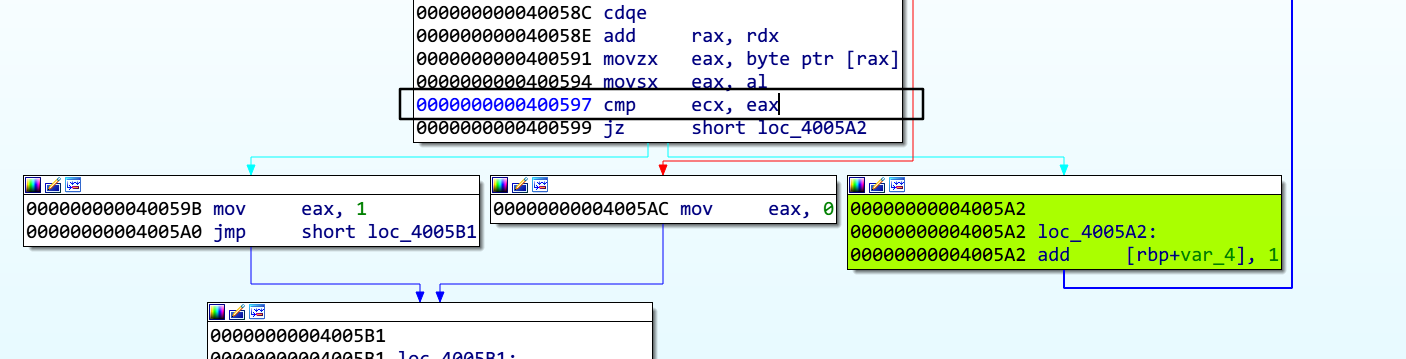 000000000040058C cdqe
000000000040058E add rax, rdx
0000000000400591 movzx eax, byte ptr [rax]
0000000000400594 movsx eax, al
0000000000400597 cmp ecx, eax
0000000000400599 jz short loc_4005A2
000000000040059B mov eax, 1
00000000004005A0 jmp short loc_4005B1
00000000004005AC mov eax, 0
00000000004005A2
00000000004005A2 loc_4005A2:
00000000004005A2 add [rbp+var_4], 1
00000000004005B1
00000000004005B1 loc_4005B1: